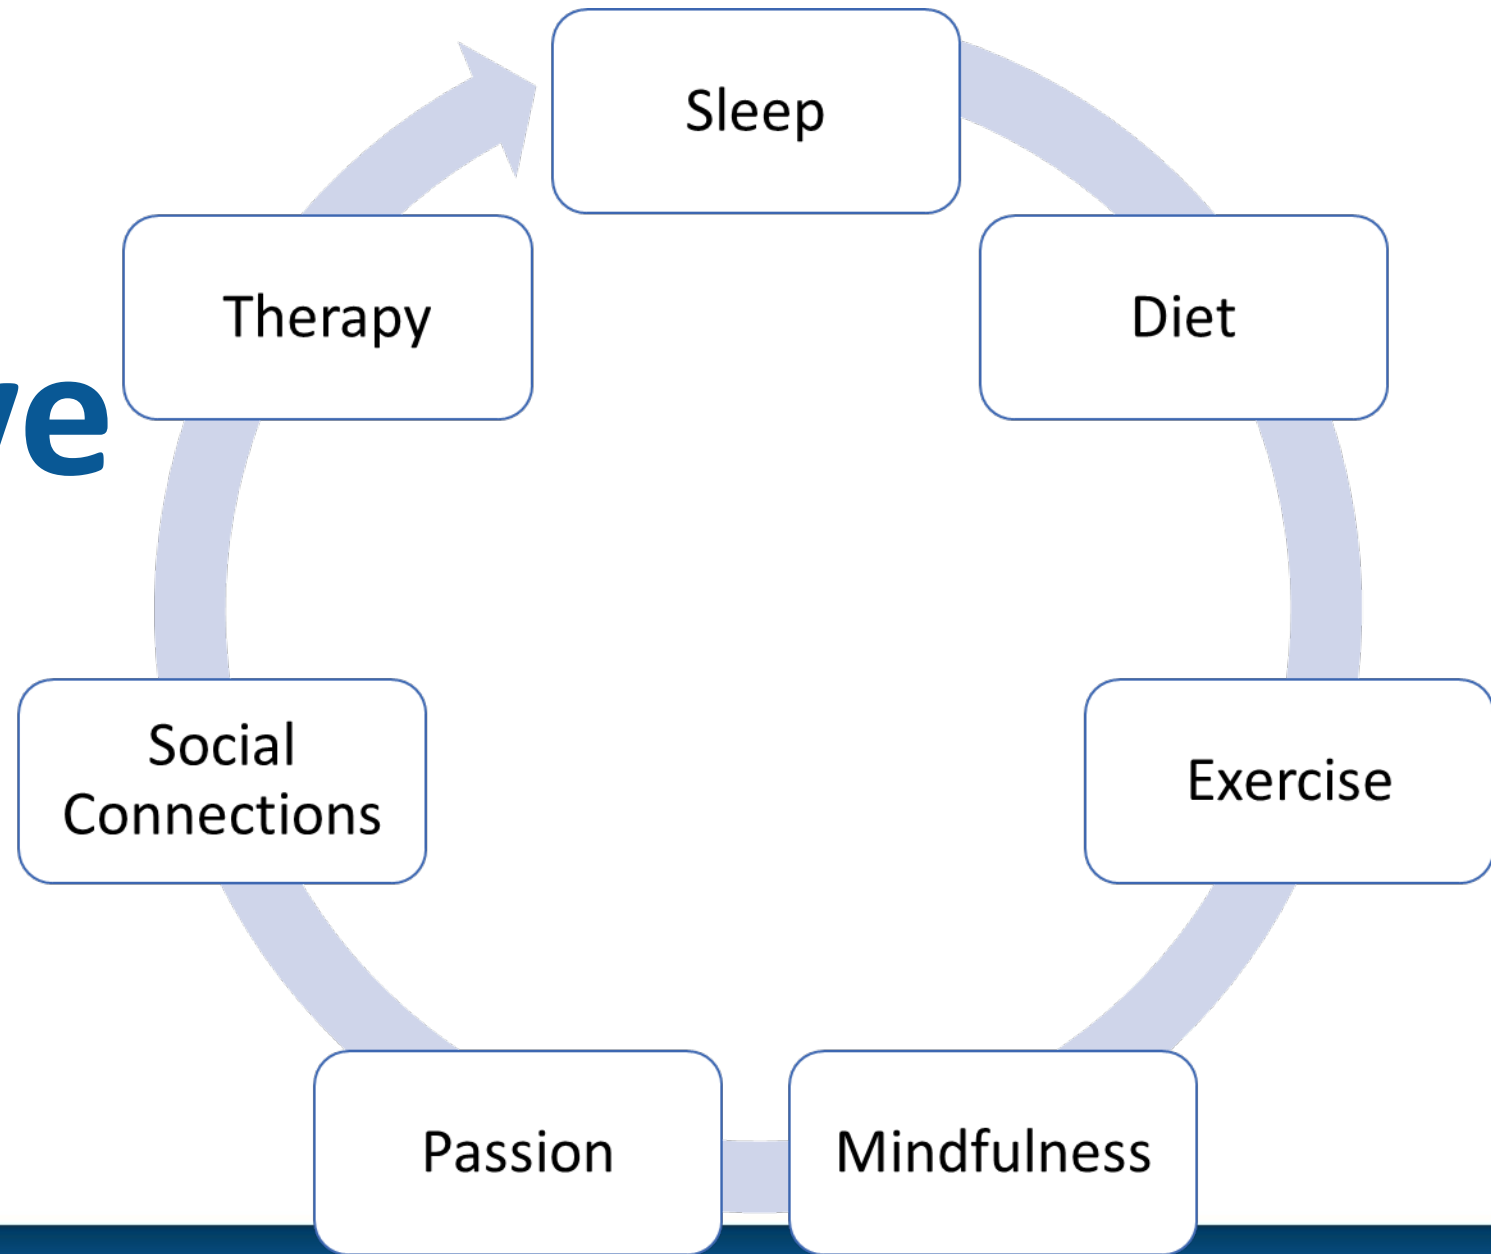 Sleep
Diet
Exercise
Mindfulness
Passion
Social
Connections
Therapy